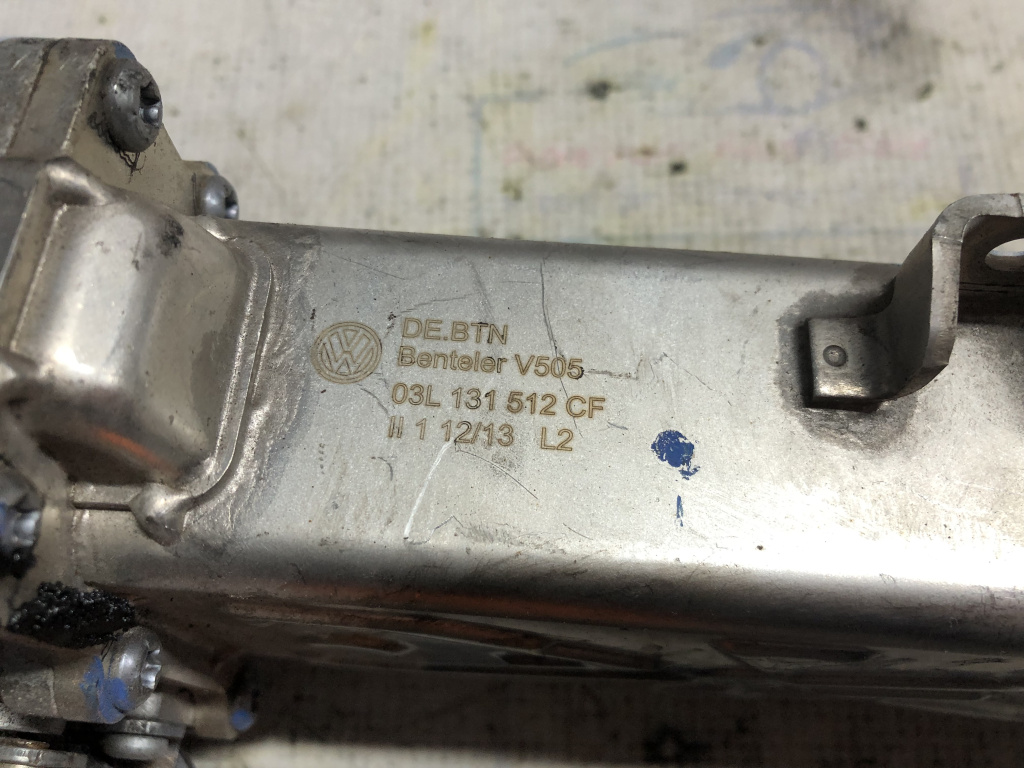 DE.BTN
Benteler V505
03L 131 512 CF
II 1 12/13 L2